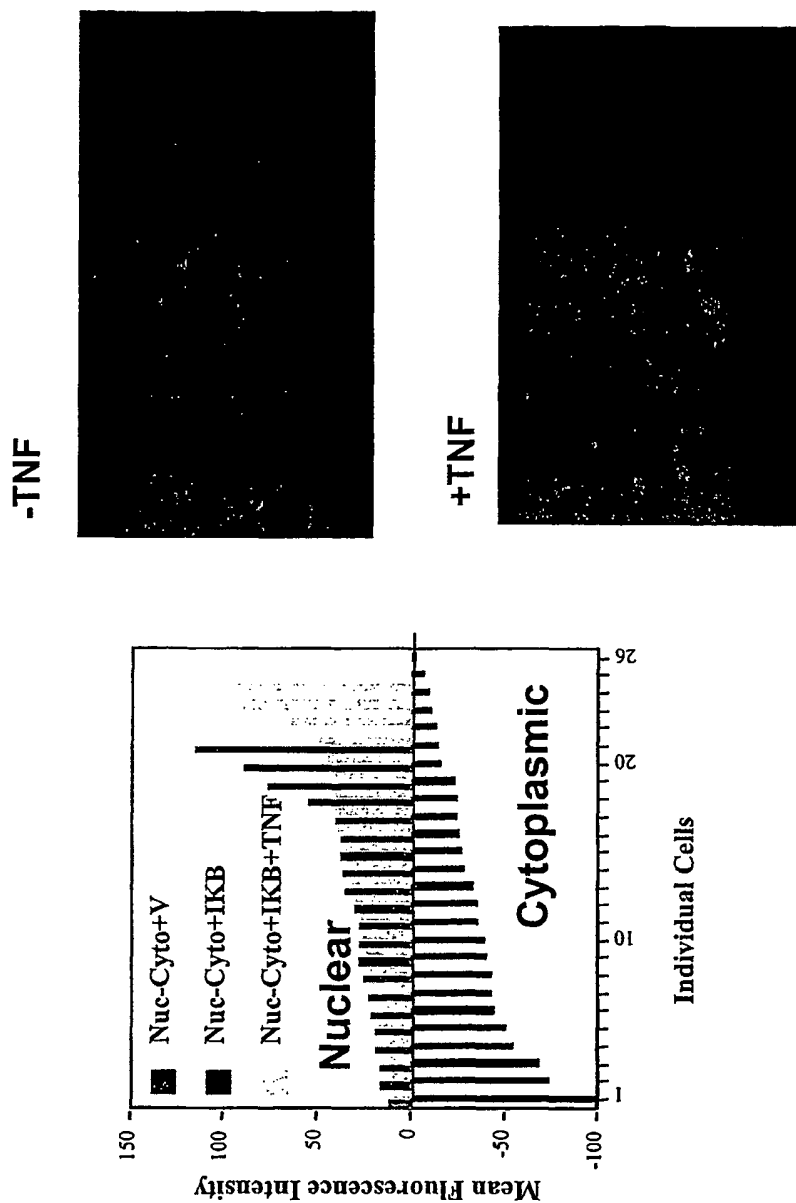 -TNF
+TNF
Nuc-Cyto+V
Nuc-Cyto+IKB
Nuc-Cyto+IKB+TNF
Nuclear
Cytoplasmic
Mean Fluorescence Intensity
150
100
50
0
-50
-100
1
10
20
26
Individual Cells